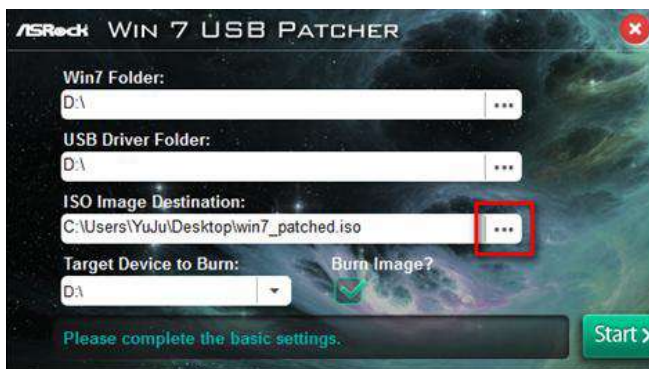 ASRock WIN 7 USB PATCHER
Win7 Folder:
D:\
...
USB Driver Folder:
D:\
...
ISO Image Destination:
C:\Users\YuJu\Desktop\win7_patched.iso
...
Target Device to Burn:
Burn Image?
D:\
Please complete the basic settings.
Start >